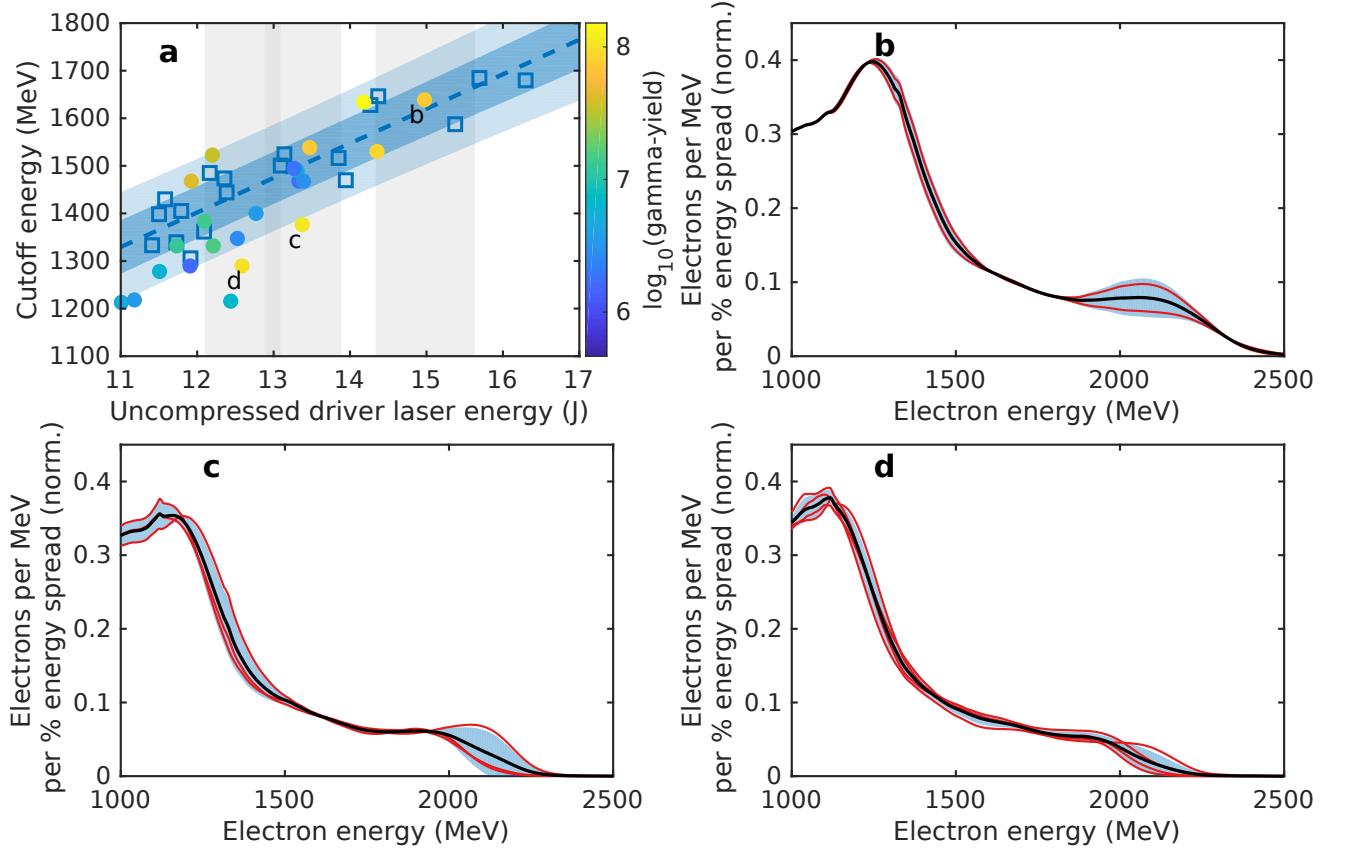 a
Cutoff energy (MeV)
1800
1700
1600
1500
1400
1300
1200
1100
b
c
d
11 12 13 14 15 16 17
Uncompressed driver laser energy (J)
8
7
6
log10(gamma-yield)
b
Electrons per MeV
per % energy spread (norm.)
0.4
0.3
0.2
0.1
0
1000 1500 2000 2500
Electron energy (MeV)
c
Electrons per MeV
per % energy spread (norm.)
0.4
0.3
0.2
0.1
0
1000 1500 2000 2500
Electron energy (MeV)
d
Electrons per MeV
per % energy spread (norm.)
0.4
0.3
0.2
0.1
0
1000 1500 2000 2500
Electron energy (MeV)